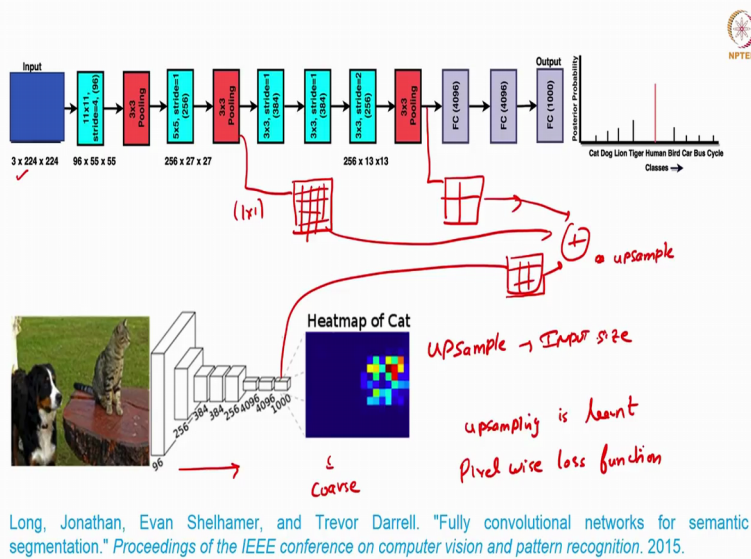 NPTEL
Input
Output
11x11, stride=4, (96)
3x3 Pooling
5x5, stride=1 (256)
3x3 Pooling
3x3, stride=1 (384)
3x3, stride=1 (384)
3x3, stride=2 (256)
3x3 Pooling
FC (4096)
FC (4096)
FC (1000)
Posterior Probability
3 x 224 x 224
96 x 55 x 55
256 x 27 x 27
256 x 13 x13
Cat Dog Lion Tiger Human Bird Car Bus Cycle
Classes
(1x1)
+
upsample
Heatmap of Cat
upsample → Input size
96
256
384
384
256
4096
4096
1000
upsampling is learnt
Pixel wise loss function
Coarse
Long, Jonathan, Evan Shelhamer, and Trevor Darrell. "Fully convolutional networks for semantic
segmentation." Proceedings of the IEEE conference on computer vision and pattern recognition. 2015.